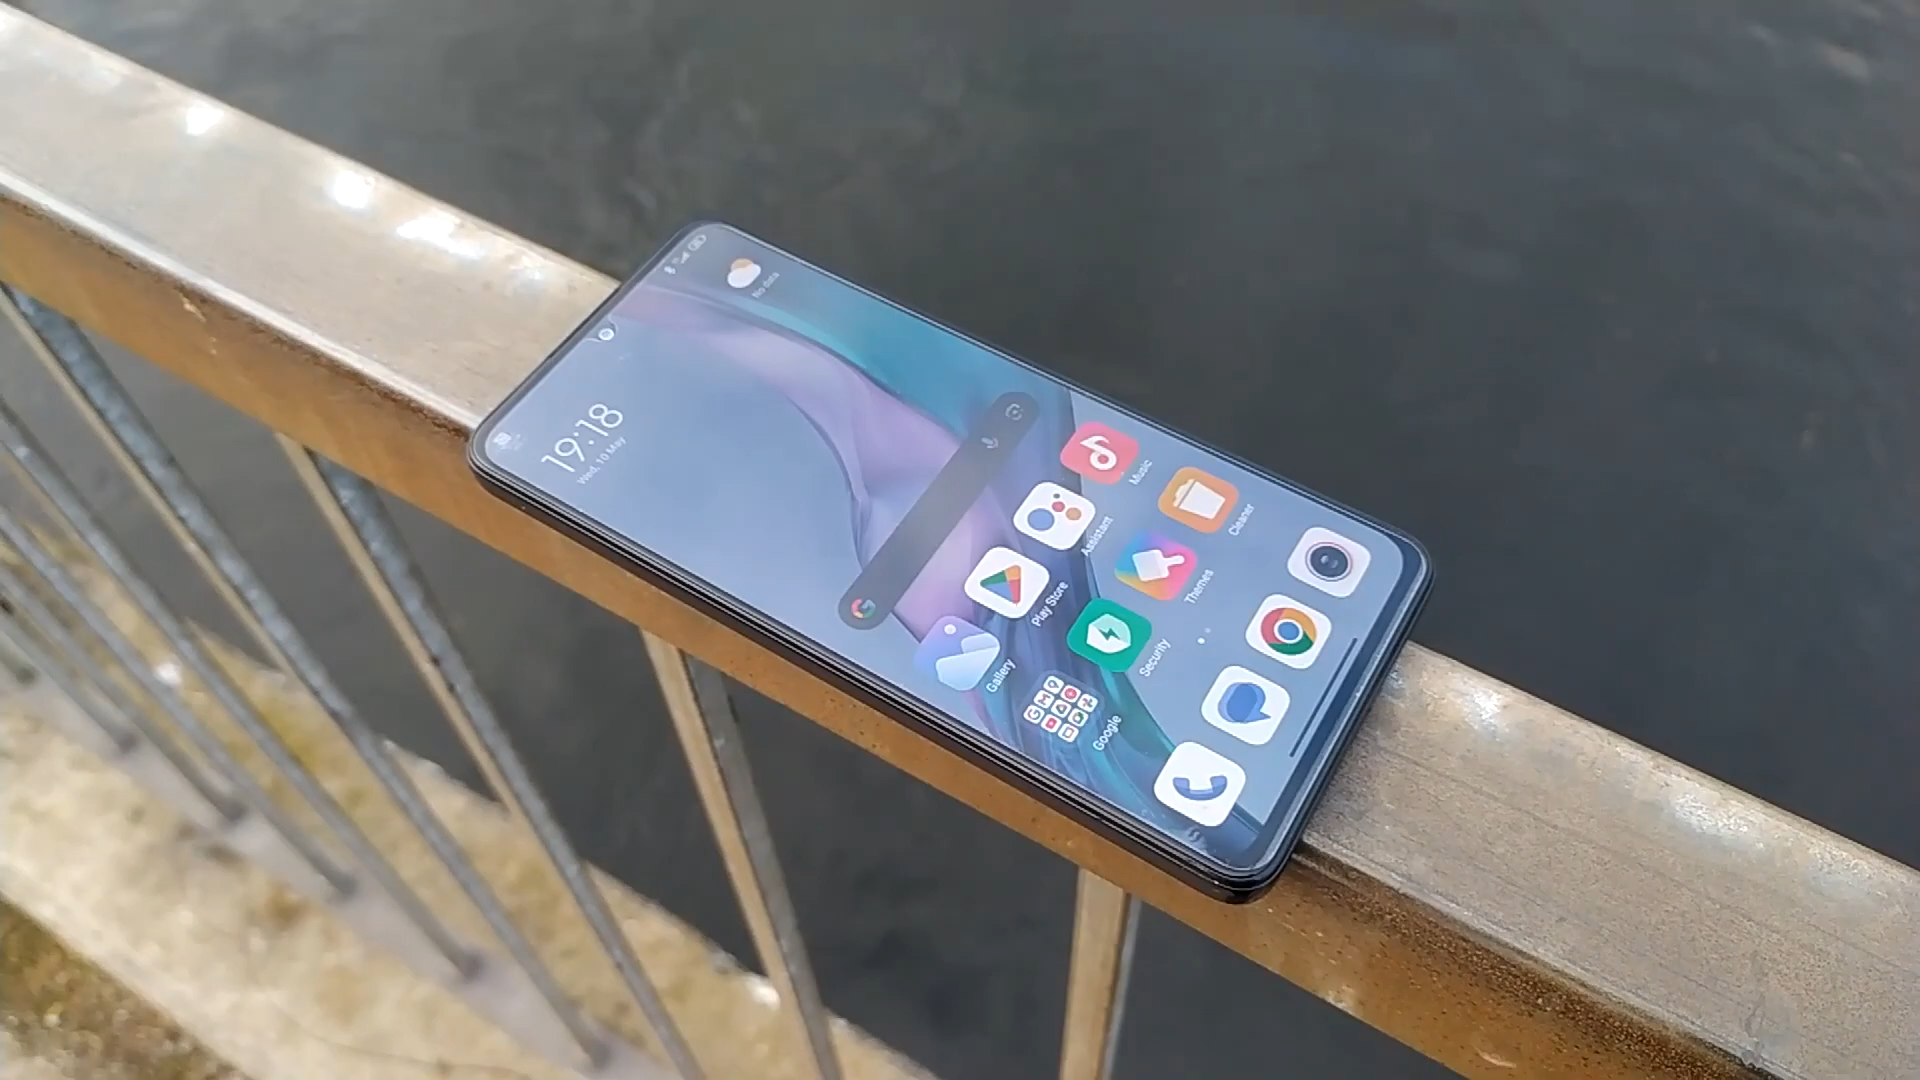 No data
19:18
Wed, 10 May
Music
Assistant
Play Store
Gallery
Cleaner
Themes
Security
Google